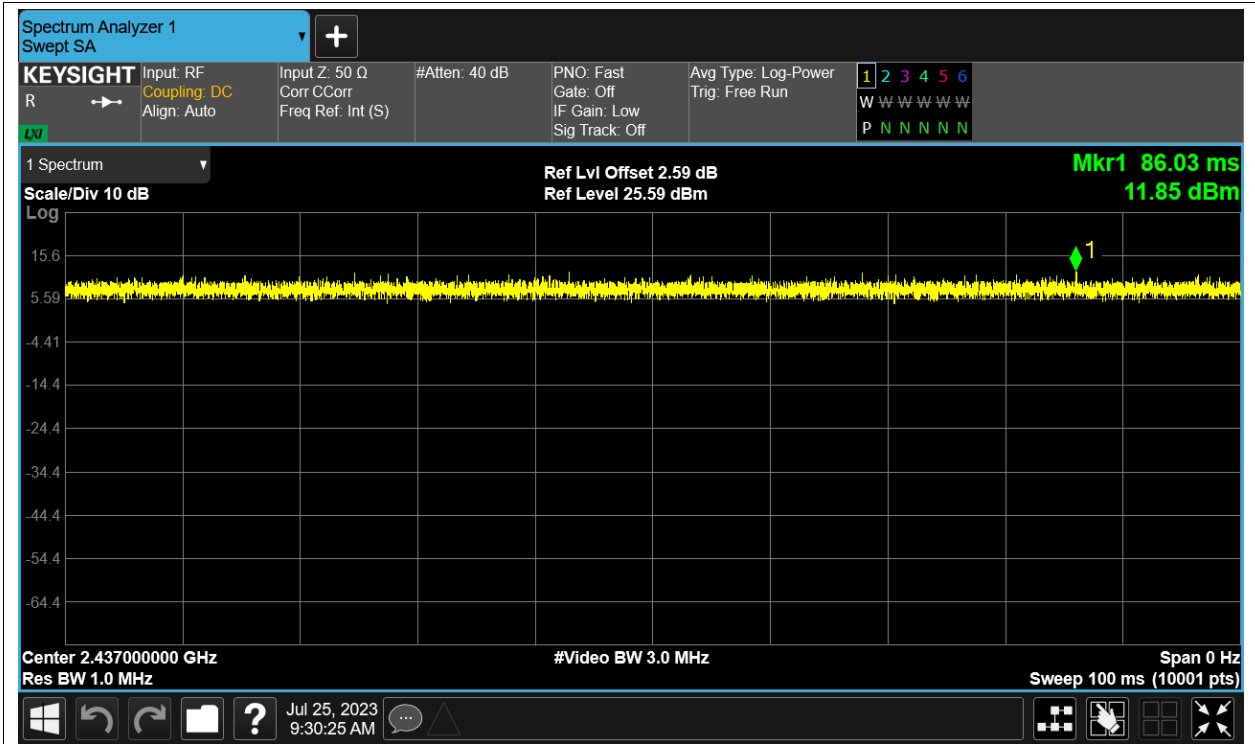 Spectrum Analyzer 1
Swept SA
+
KEYSIGHT
R
LXI
Input: RF
Coupling: DC
Align: Auto
Input Z: 50 Ω
Corr CCorr
Freq Ref: Int (S)
#Atten: 40 dB
PNO: Fast
Gate: Off
IF Gain: Low
Sig Track: Off
Avg Type: Log-Power
Trig: Free Run
1 2 3 4 5 6
W W W W W W
P N N N N N
1 Spectrum
Scale/Div 10 dB
Ref Lvl Offset 2.59 dB
Ref Level 25.59 dBm
Mkr1 86.03 ms
11.85 dBm
Log
1
15.6
5.59
-4.41
-14.4
-24.4
-34.4
-44.4
-54.4
-64.4
Center 2.437000000 GHz
Res BW 1.0 MHz
#Video BW 3.0 MHz
Span 0 Hz
Sweep 100 ms (10001 pts)
?
Jul 25, 2023
9:30:25 AM